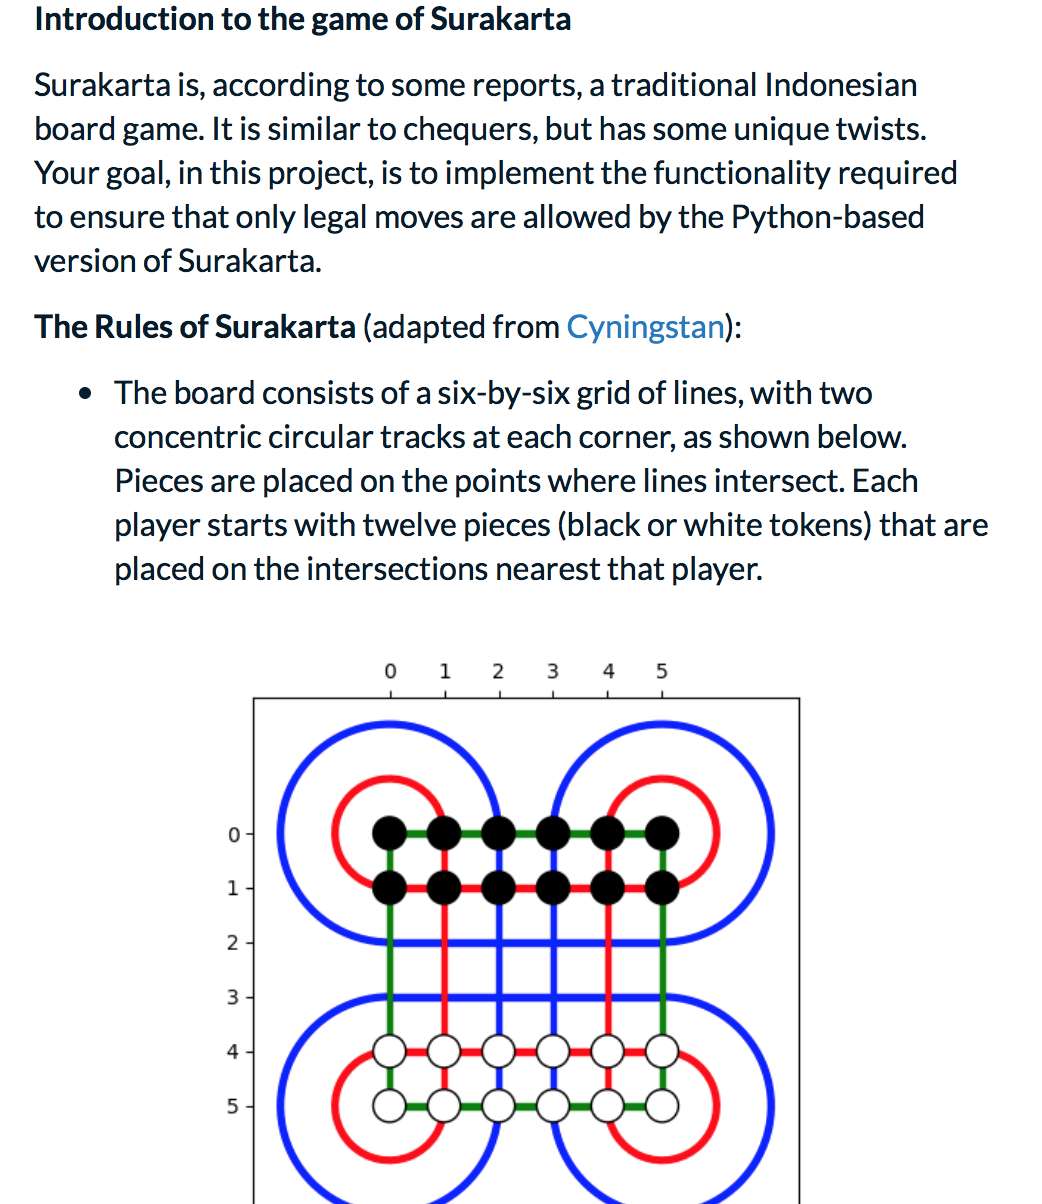 Introduction to the game of Surakarta
Surakarta is, according to some reports, a traditional Indonesian
board game. It is similar to chequers, but has some unique twists.
Your goal, in this project, is to implement the functionality required
to ensure that only legal moves are allowed by the Python-based
version of Surakarta.
The Rules of Surakarta (adapted from Cyningstan):
• The board consists of a six-by-six grid of lines, with two
concentric circular tracks at each corner, as shown below.
Pieces are placed on the points where lines intersect. Each
player starts with twelve pieces (black or white tokens) that are
placed on the intersections nearest that player.
0 1 2 3 4 5
0
1
2
3
4
5